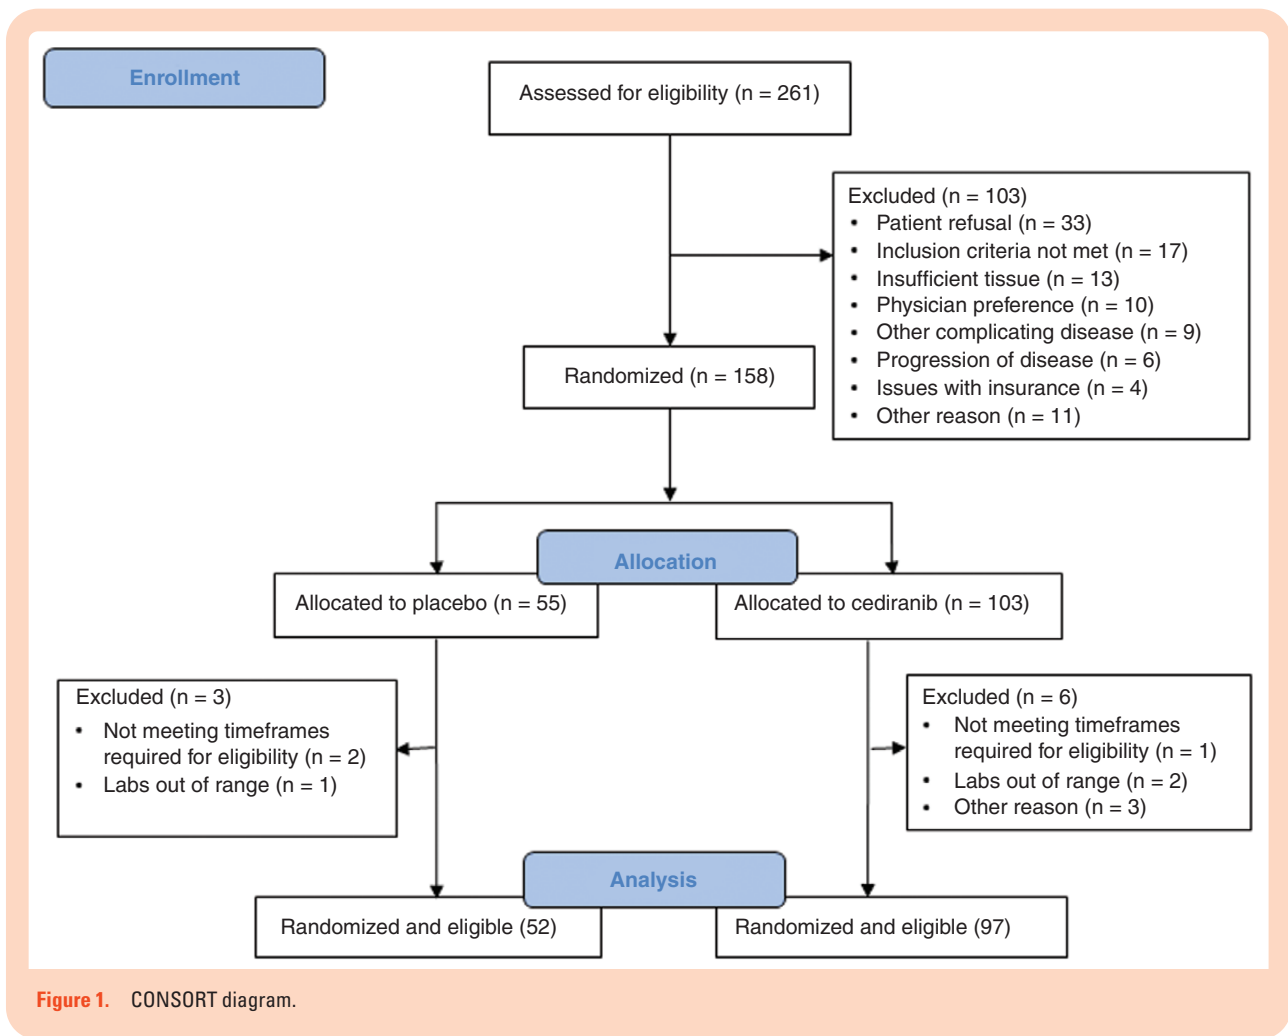 Enrollment
Assessed for eligibility (n = 261)
Excluded (n = 103)
• Patient refusal (n = 33)
• Inclusion criteria not met (n = 17)
• Insufficient tissue (n = 13)
• Physician preference (n = 10)
• Other complicating disease (n = 9)
• Progression of disease (n = 6)
• Issues with insurance (n = 4)
• Other reason (n = 11)
Randomized (n = 158)
Allocation
Allocated to placebo (n = 55)
Allocated to cediranib (n = 103)
Excluded (n = 3)
• Not meeting timeframes
required for eligibility (n = 2)
• Labs out of range (n = 1)
Excluded (n = 6)
• Not meeting timeframes
required for eligibility (n = 1)
• Labs out of range (n = 2)
• Other reason (n = 3)
Analysis
Randomized and eligible (52)
Randomized and eligible (97)
Figure 1. CONSORT diagram.